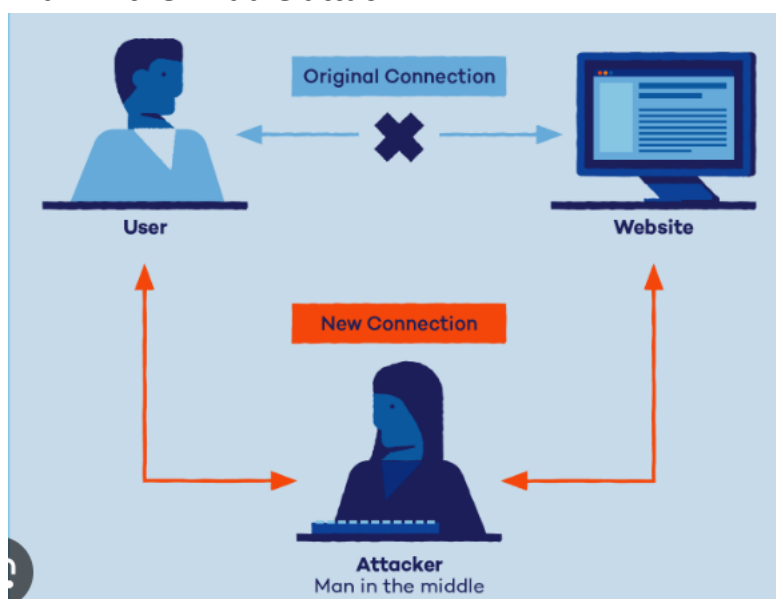 Original Connection
User
Website
New Connection
Attacker
Man in the middle